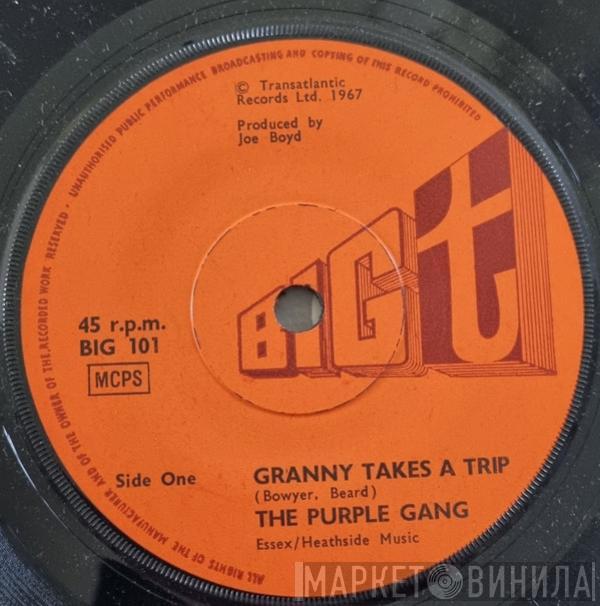 UNAUTHORISED PUBLIC PERFORMANCE BROADCASTING AND COPYING OF THIS RECORD PROHIBITED
ALL RIGHTS OF THE MANUFACTURER AND OF THE OWNER OF THE RECORDED WORK RESERVED
© Transatlantic
Records Ltd. 1967
Produced by
Joe Boyd
BIG t
45 r.p.m.
BIG 101
MCPS
Side One
GRANNY TAKES A TRIP
(Bowyer, Beard)
THE PURPLE GANG
Essex/Heathside Music
МАРКЕТ ВИНИЛА